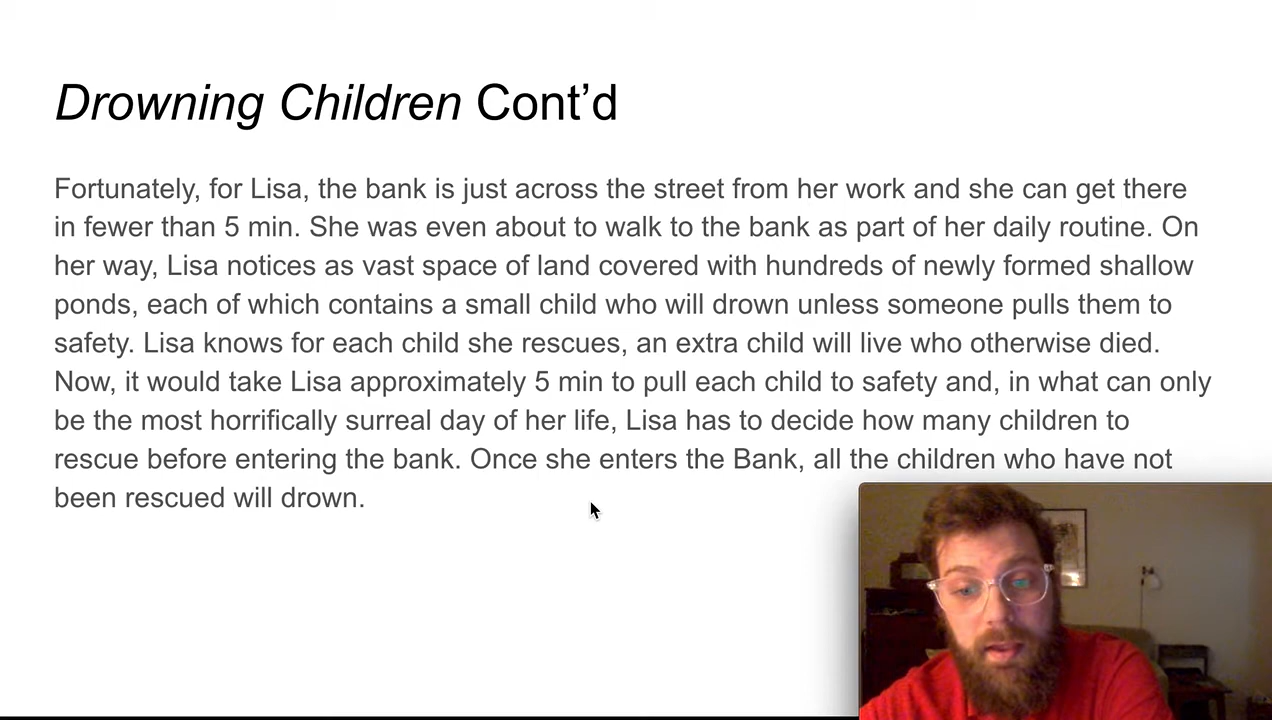 Drowning Children Cont’d
Fortunately, for Lisa, the bank is just across the street from her work and she can get there
in fewer than 5 min. She was even about to walk to the bank as part of her daily routine. On
her way, Lisa notices as vast space of land covered with hundreds of newly formed shallow
ponds, each of which contains a small child who will drown unless someone pulls them to
safety. Lisa knows for each child she rescues, an extra child will live who otherwise died.
Now, it would take Lisa approximately 5 min to pull each child to safety and, in what can only
be the most horrifically surreal day of her life, Lisa has to decide how many children to
rescue before entering the bank. Once she enters the Bank, all the children who have not
been rescued will drown.